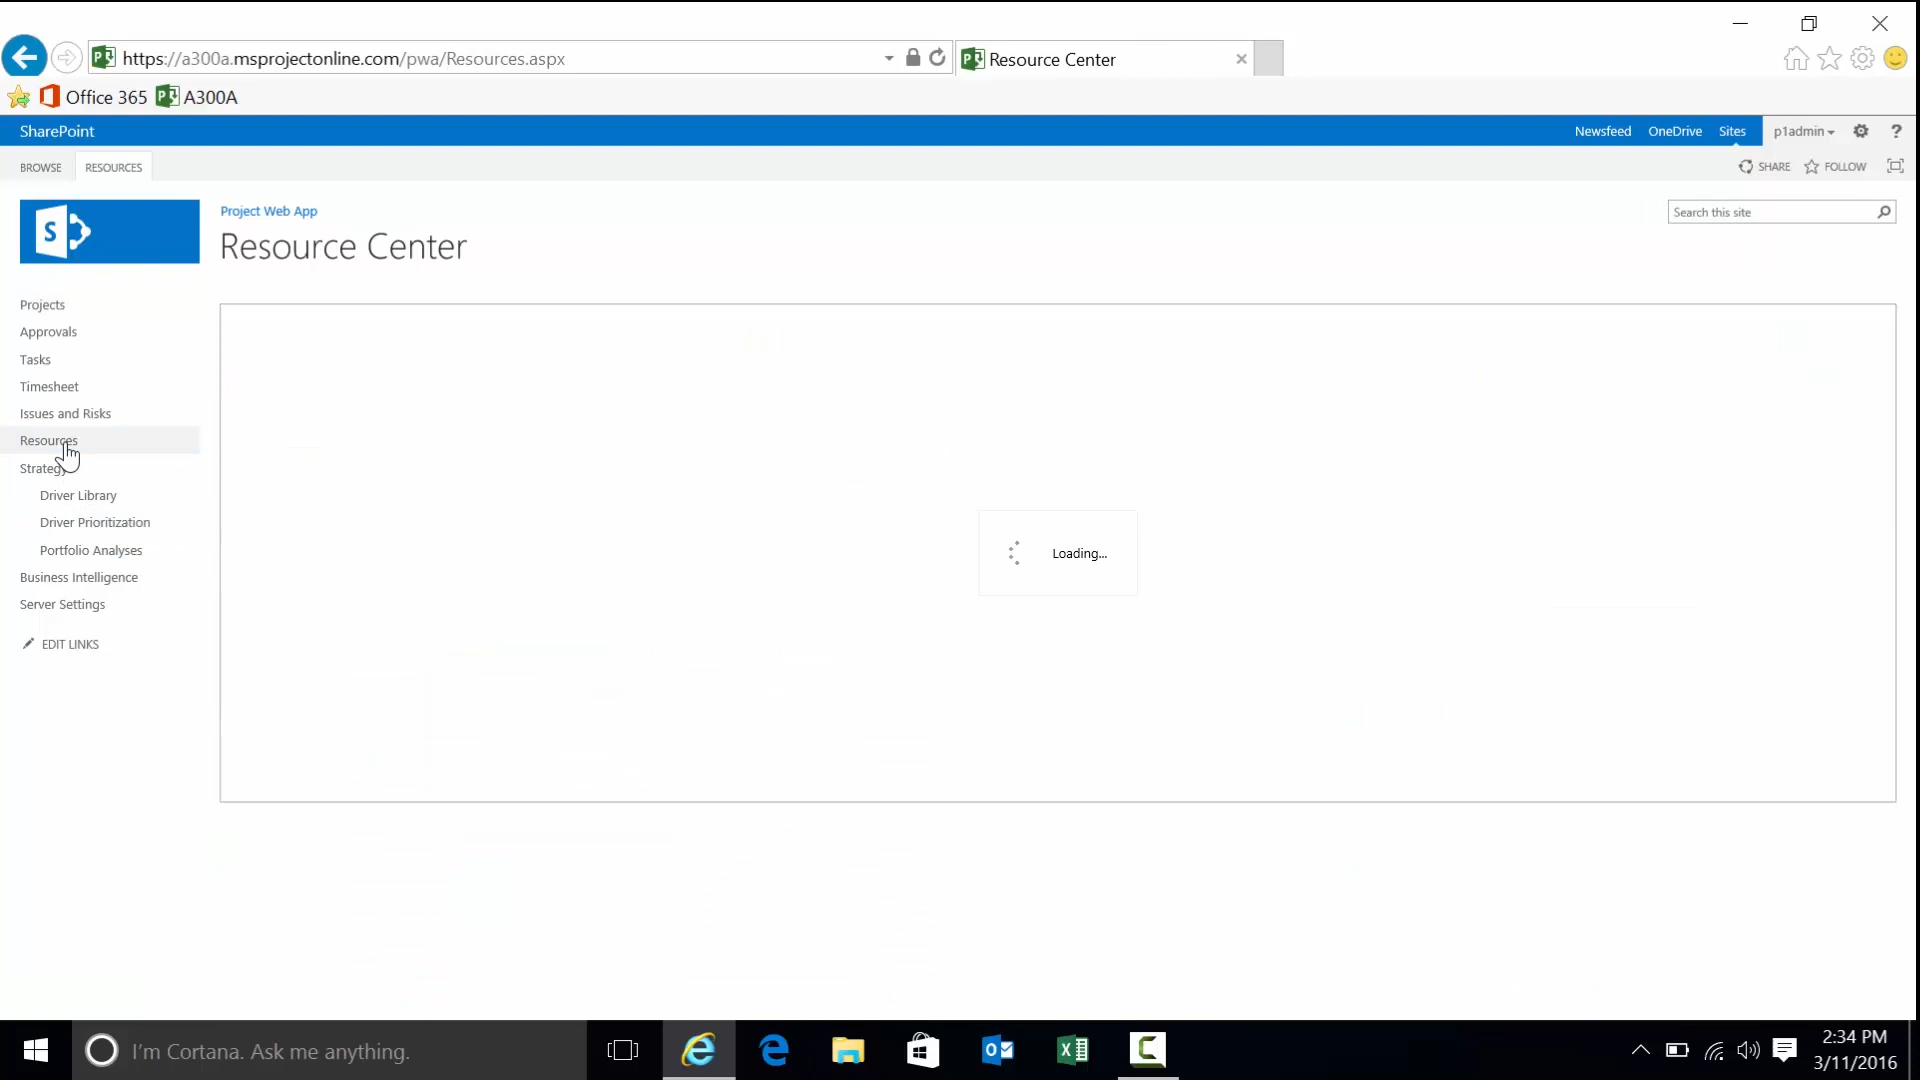 https://a300a.msprojectonline.com/pwa/Resources.aspx
Resource Center
Office 365
A300A
SharePoint
Newsfeed
OneDrive
Sites
p1admin
?
BROWSE
RESOURCES
SHARE
FOLLOW
S
Project Web App
Search this site
Resource Center
Projects
Approvals
Tasks
Timesheet
Issues and Risks
Resources
Strategy
Driver Library
Driver Prioritization
Portfolio Analyses
Business Intelligence
Server Settings
EDIT LINKS
Loading...
I'm Cortana. Ask me anything.
2:34 PM
3/11/2016